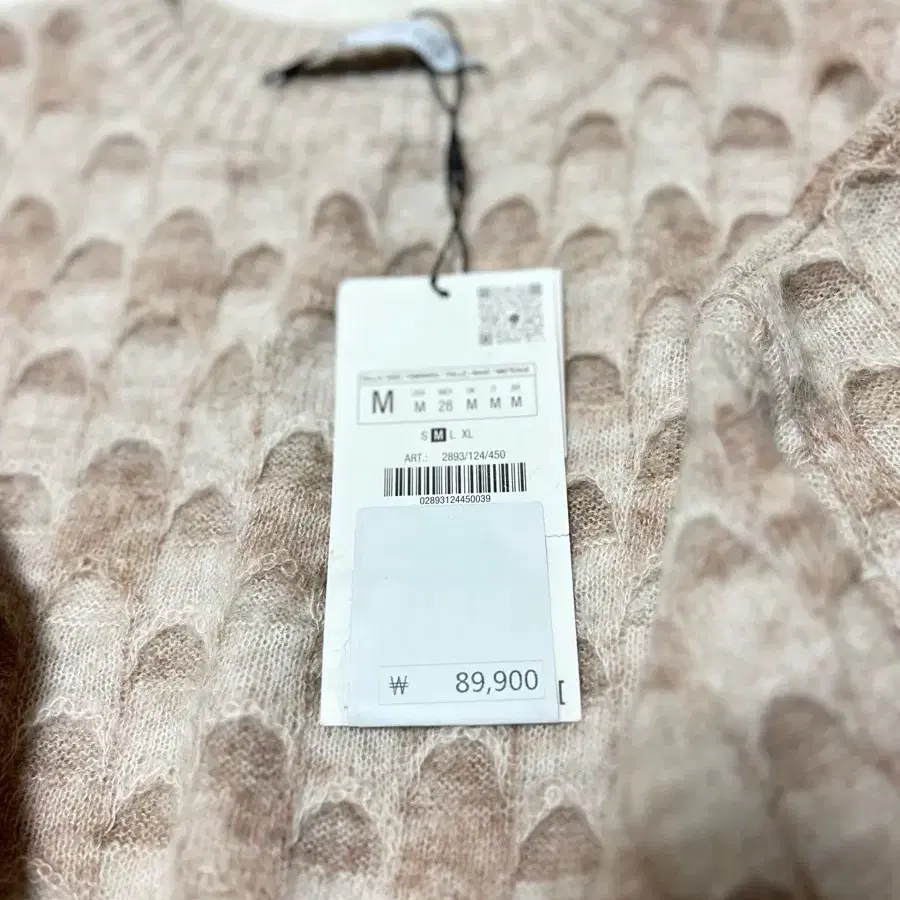 M M 28 M M M
S M L XL
ART.: 2893/124/450
02893124450039
₩ 89,900